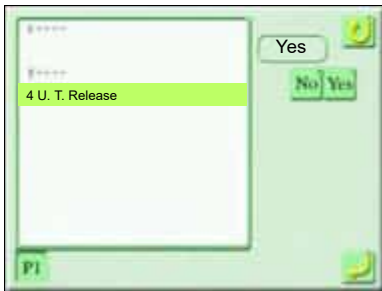 Yes
No Yes
4 U. T. Release
P1